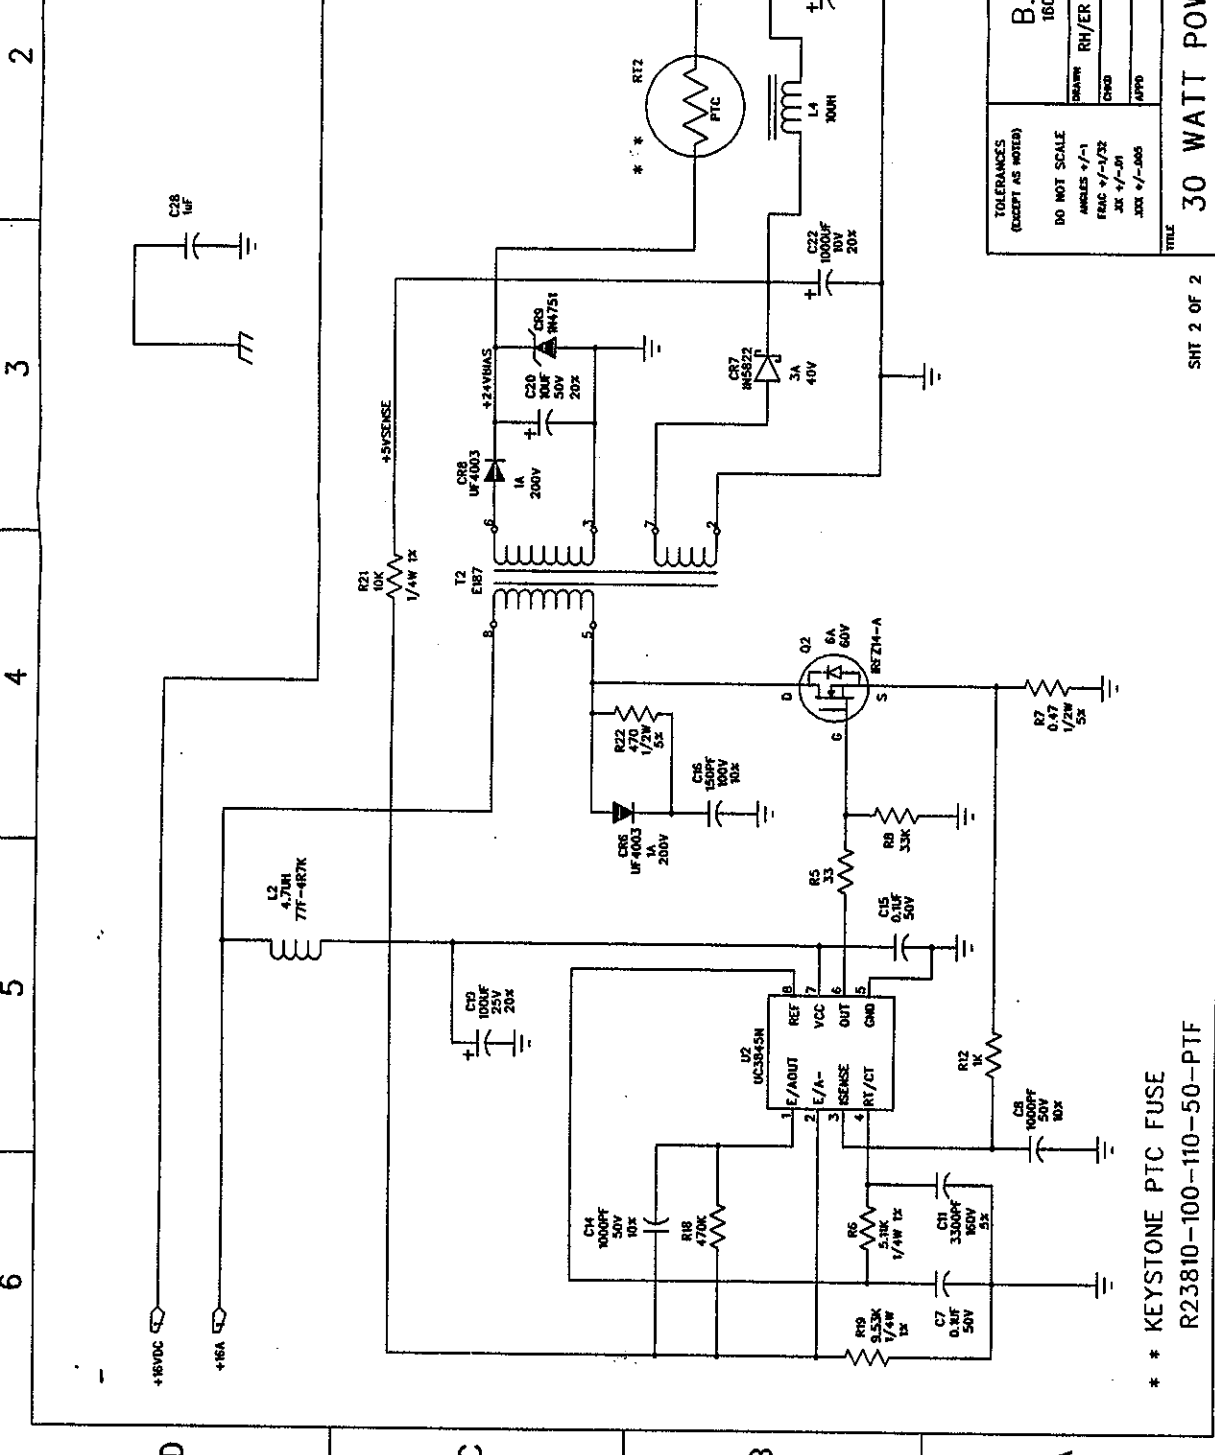 2
3
4
5
6
D
C
B
A
+16VDC
+16A
C28
1uF
L2
4.7UH
77F-4R7K
R21
10K
1/4W 1%
+5VSENSE
T2
E187
8
5
6
3
7
2
CR8
UF4003
1A
200V
+24VBIAS
C20
10UF
50V
20%
+
CR9
1N4751
RT2
* *
PTC
L4
10UH
+
C22
1000UF
10V
20%
+
CR7
1N5822
3A
40V
C19
100UF
25V
20%
+
R22
470
1/2W
5%
CR6
UF4003
1A
200V
C16
150PF
100V
10%
Q2
6A
60V
IRFZ14-A
D
S
G
R7
0.47
1/2W
5%
R8
33K
R5
33
C15
0.1UF
50V
U2
UC3845N
E/AOUT
E/A-
ISENSE
RT/CT
REF
VCC
OUT
GND
1
2
3
4
8
7
6
5
R12
1K
C8
1000PF
50V
10%
C14
1000PF
50V
10%
R18
470K
R6
5.11K
1/4W 1%
C11
3300PF
160V
5%
R19
9.53K
1/4W
1%
C7
0.1UF
50V
* * KEYSTONE PTC FUSE
R23810-100-110-50-PTF
TOLERANCES
(EXCEPT AS NOTED)
DO NOT SCALE
ANGLES +/-1
FRAC +/-1/32
.XX +/-.01
.XXX +/-.005
B.
160
DRAWN RH/ER
CHKD
APPD
TITLE
30 WATT POW
SHT 2 OF 2